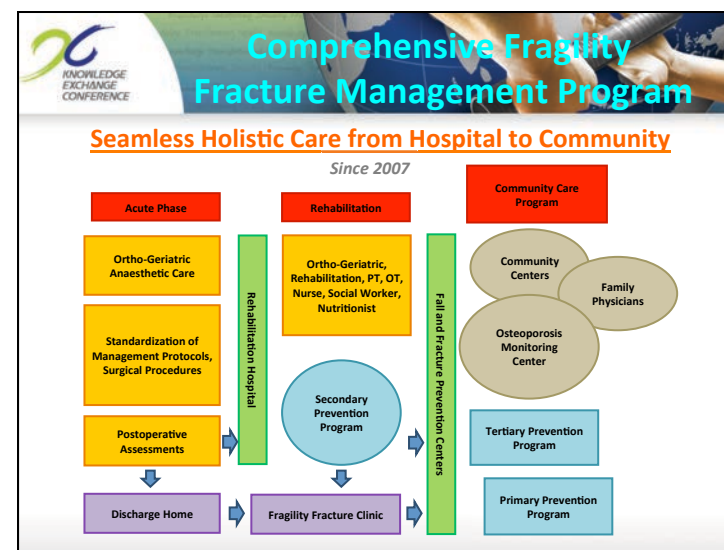 KNOWLEDGE
EXCHANGE
CONFERENCE
Comprehensive Fragility
Fracture Management Program
Seamless Holistic Care from Hospital to Community
Since 2007
Acute Phase
Rehabilitation
Community Care
Program
Ortho-Geriatric
Anaesthetic Care
Standardization of
Management Protocols,
Surgical Procedures
Postoperative
Assessments
Discharge Home
Rehabilitation Hospital
Ortho-Geriatric,
Rehabilitation, PT, OT,
Nurse, Social Worker,
Nutritionist
Secondary
Prevention
Program
Fragility Fracture Clinic
Fall and Fracture Prevention Centers
Community
Centers
Family
Physicians
Osteoporosis
Monitoring
Center
Tertiary Prevention
Program
Primary Prevention
Program